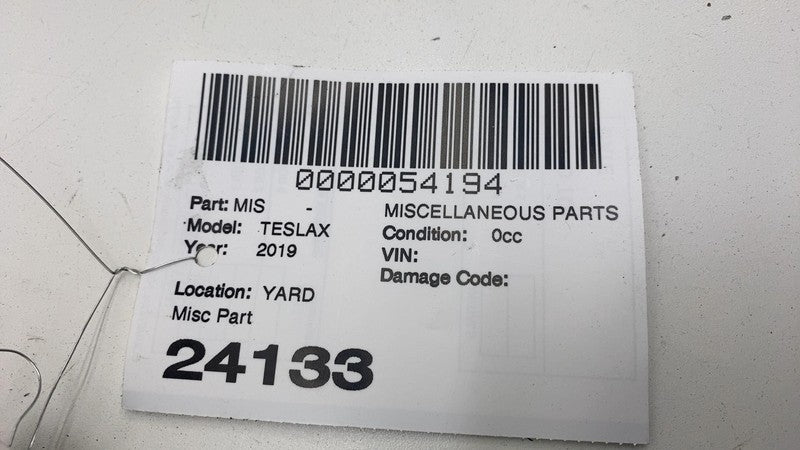 0000054194
Part: MIS - MISCELLANEOUS PARTS
Model: TESLAX Condition: 0cc
Year: 2019 VIN:
Damage Code:
Location: YARD
Misc Part
24133